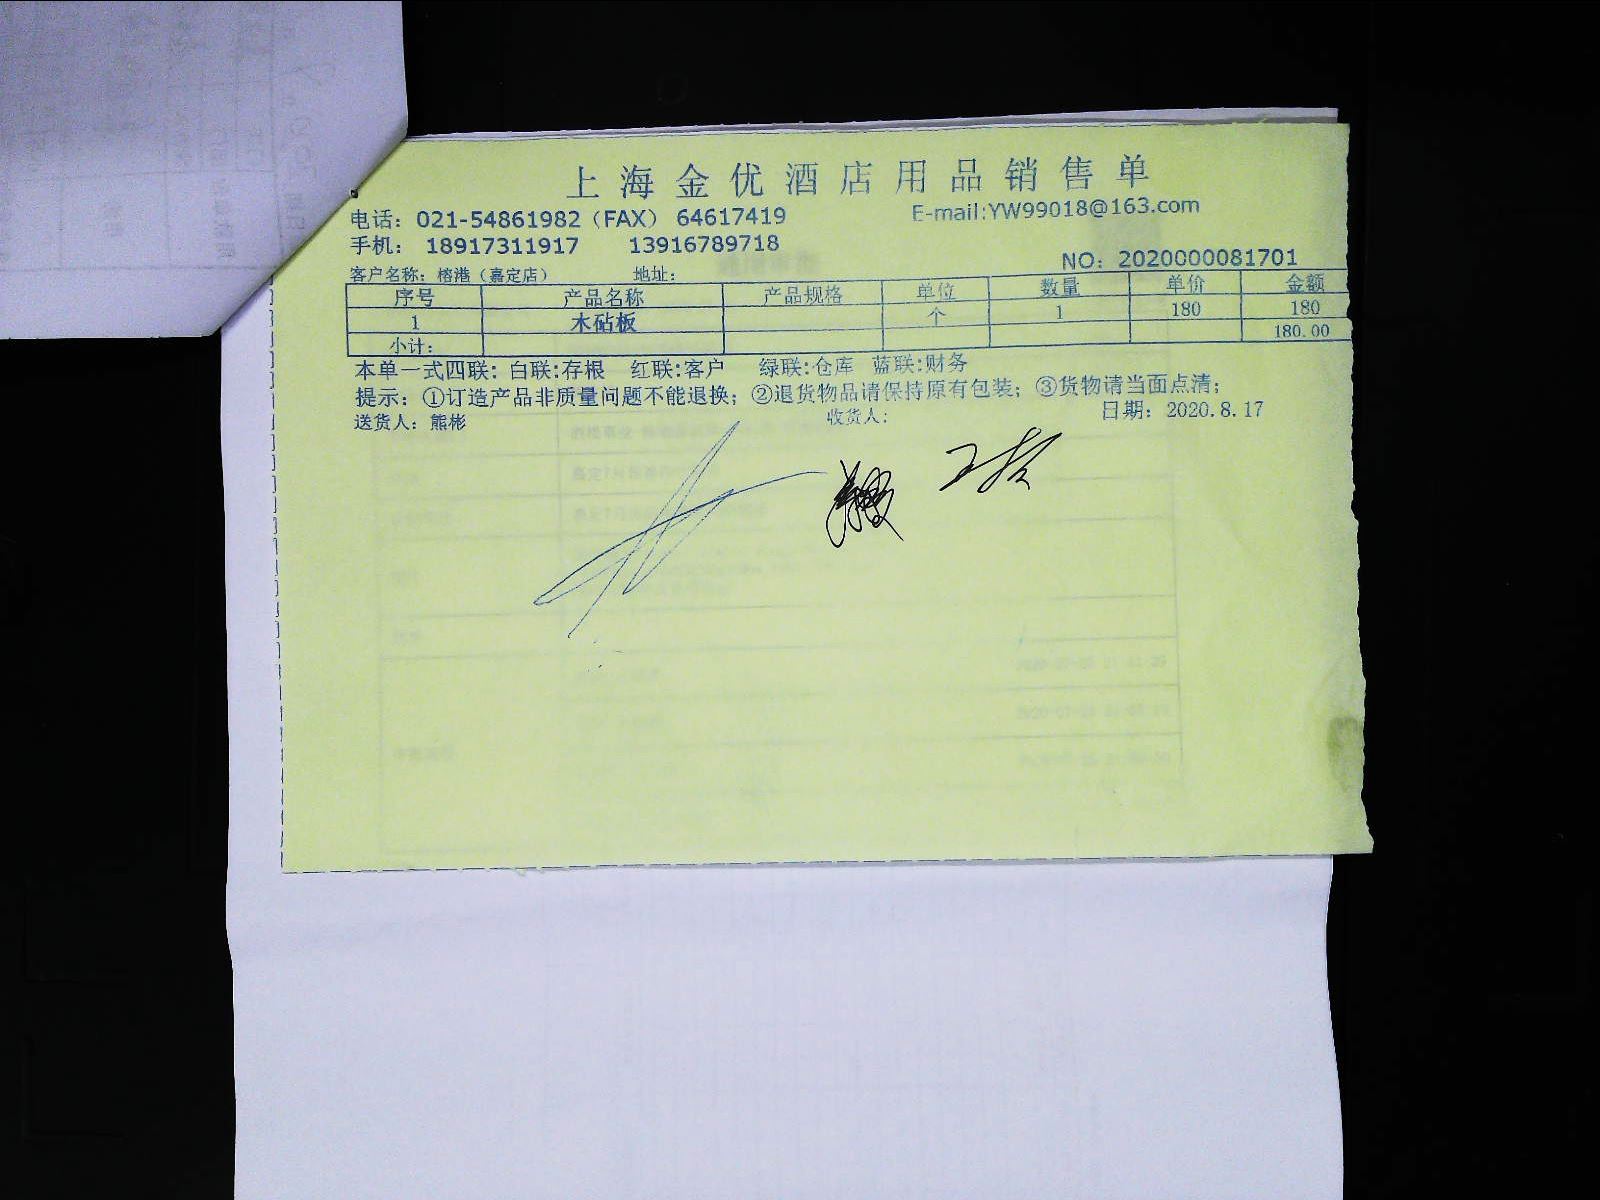 上海金优酒店用品销售单
电话：021-54861982（FAX） 64617419 E-mail:YW99018@163.com
手机： 18917311917 13916789718
NO：2020000081701
客户名称：榕港（嘉定店） 地址：
序号 产品名称 产品规格 单位 数量 单价 金额
1 木砧板 个 1 180 180
小计： 180.00
本单一式四联：白联:存根 红联:客户 绿联:仓库 蓝联:财务
提示：①订造产品非质量问题不能退换；②退货物品请保持原有包装；③货物请当面点清；
送货人：熊彬 收货人： 日期：2020.8.17